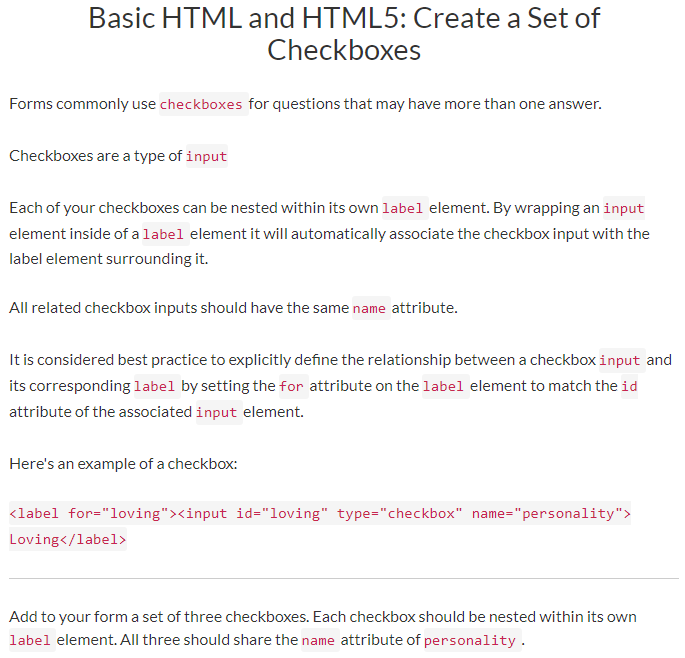 Basic HTML and HTML5: Create a Set of
Checkboxes
Forms commonly use checkboxes for questions that may have more than one answer.
Checkboxes are a type of input
Each of your checkboxes can be nested within its own label element. By wrapping an input
element inside of a label element it will automatically associate the checkbox input with the
label element surrounding it.
All related checkbox inputs should have the same name attribute.
It is considered best practice to explicitly define the relationship between a checkbox input and
its corresponding label by setting the for attribute on the label element to match the id
attribute of the associated input element.
Here's an example of a checkbox:
<label for="loving"><input id="loving" type="checkbox" name="personality">
Loving</label>
Add to your form a set of three checkboxes. Each checkbox should be nested within its own
label element. All three should share the name attribute of personality .